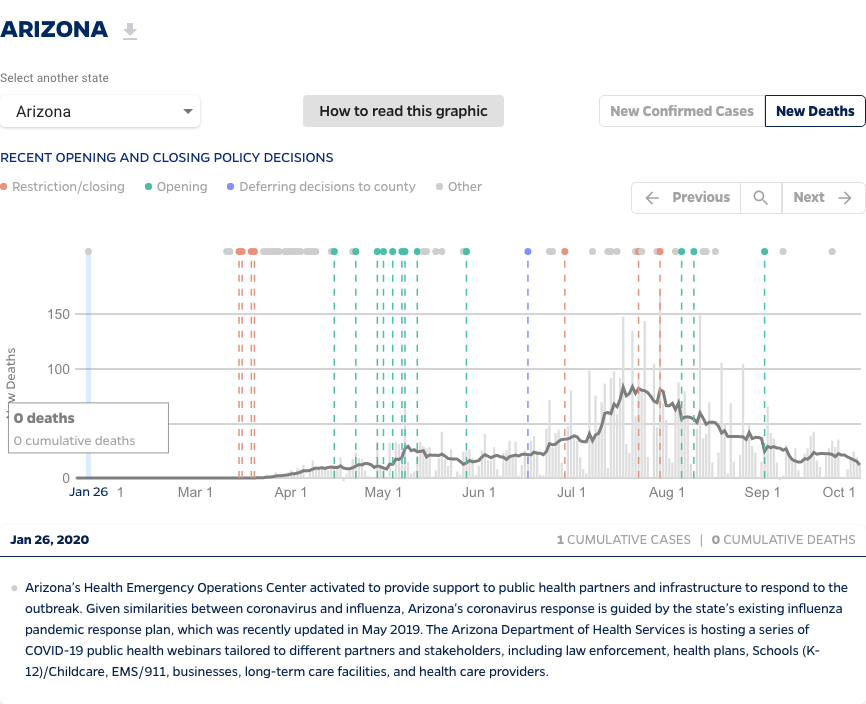 ARIZONA
Select another state
Arizona
How to read this graphic
New Confirmed Cases
New Deaths
RECENT OPENING AND CLOSING POLICY DECISIONS
Restriction/closing
Opening
Deferring decisions to county
Other
Previous
Next
150
100
0
w Deaths
0 deaths
0 cumulative deaths
Jan 26
1
Mar 1
Apr 1
May 1
Jun 1
Jul 1
Aug 1
Sep 1
Oct 1
Jan 26, 2020
1 CUMULATIVE CASES | 0 CUMULATIVE DEATHS
Arizona's Health Emergency Operations Center activated to provide support to public health partners and infrastructure to respond to the
outbreak. Given similarities between coronavirus and influenza, Arizona's coronavirus response is guided by the state's existing influenza
pandemic response plan, which was recently updated in May 2019. The Arizona Department of Health Services is hosting a series of
COVID-19 public health webinars tailored to different partners and stakeholders, including law enforcement, health plans, Schools (K-
12)/Childcare, EMS/911, businesses, long-term care facilities, and health care providers.